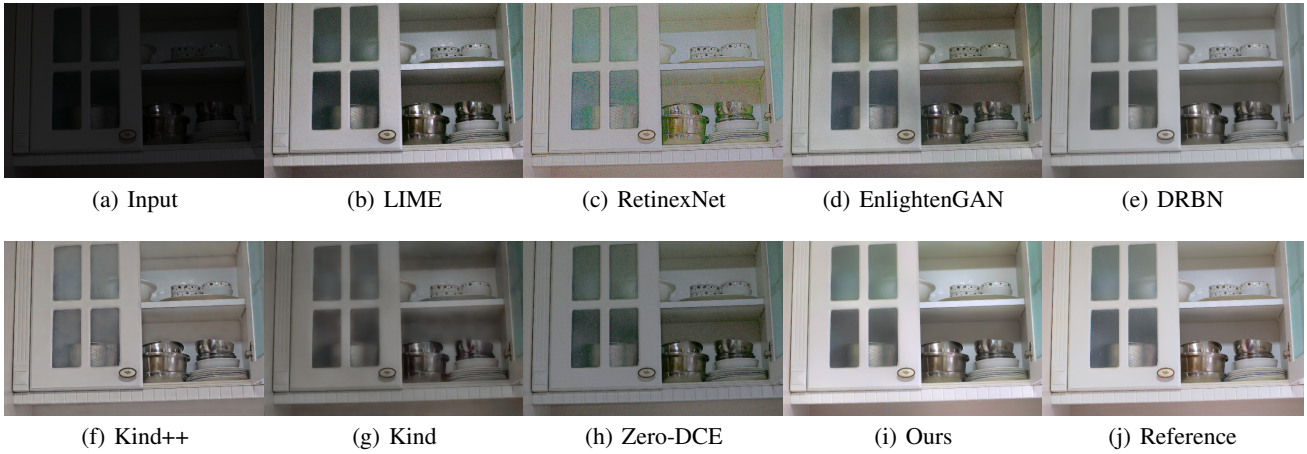 (a) Input
(b) LIME
(c) RetinexNet
(d) EnlightenGAN
(e) DRBN
(f) Kind++
(g) Kind
(h) Zero-DCE
(i) Ours
(j) Reference